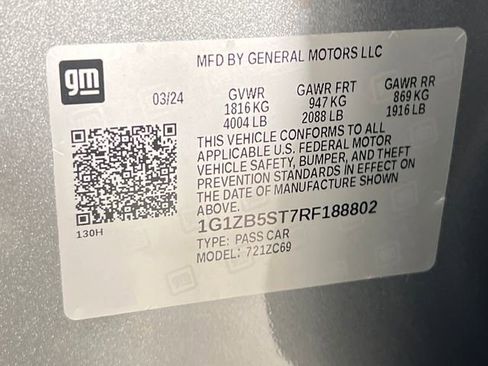 gm
MFD BY GENERAL MOTORS LLC
03/24
GVWR GAWR FRT GAWR RR
1816 KG 947 KG 869 KG
4004 LB 2088 LB 1916 LB
THIS VEHICLE CONFORMS TO ALL
APPLICABLE U.S. FEDERAL MOTOR
VEHICLE SAFETY, BUMPER, AND THEFT
PREVENTION STANDARDS IN EFFECT ON
THE DATE OF MANUFACTURE SHOWN
ABOVE.
1G1ZB5ST7RF188802
130H
TYPE: PASS CAR
MODEL: 721ZC69